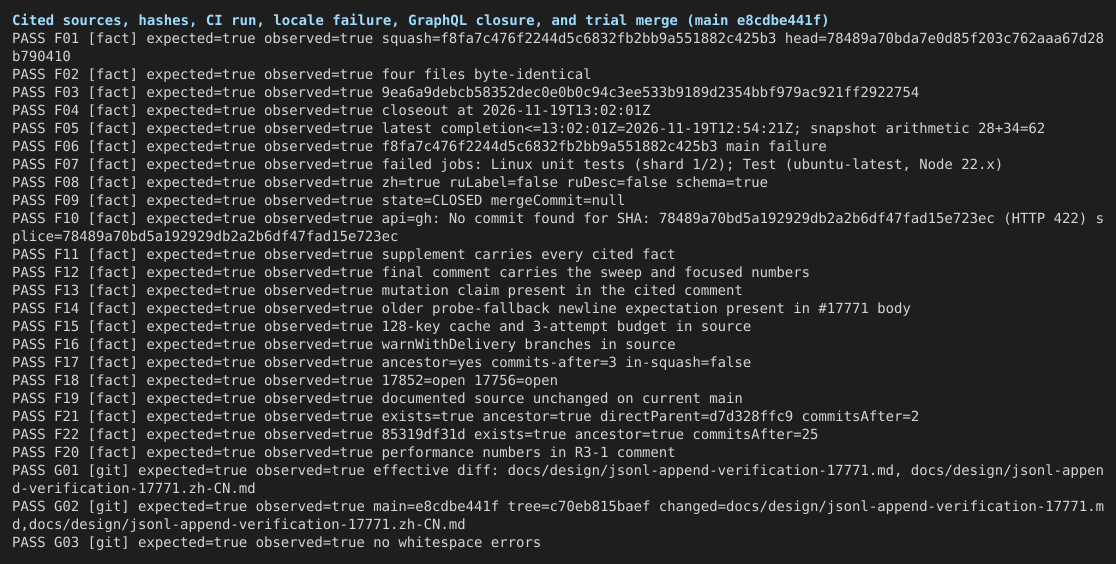 Cited sources, hashes, CI run, locale failure, GraphQL closure, and trial merge (main e8cdbe441f)
PASS F01 [fact] expected=true observed=true squash=f8fa7c476f2244d5c6832fb2bb9a551882c425b3 head=78489a70bda7e0d85f203c762aaa67d28
b790410
PASS F02 [fact] expected=true observed=true four files byte-identical
PASS F03 [fact] expected=true observed=true 9ea6a9debcb58352dec0e0b0c94c3ee533b9189d2354bbf979ac921ff2922754
PASS F04 [fact] expected=true observed=true closeout at 2026-11-19T13:02:01Z
PASS F05 [fact] expected=true observed=true latest completion<=13:02:01Z=2026-11-19T12:54:21Z; snapshot arithmetic 28+34=62
PASS F06 [fact] expected=true observed=true f8fa7c476f2244d5c6832fb2bb9a551882c425b3 main failure
PASS F07 [fact] expected=true observed=true failed jobs: Linux unit tests (shard 1/2); Test (ubuntu-latest, Node 22.x)
PASS F08 [fact] expected=true observed=true zh=true ruLabel=false ruDesc=false schema=true
PASS F09 [fact] expected=true observed=true state=CLOSED mergeCommit=null
PASS F10 [fact] expected=true observed=true api=gh: No commit found for SHA: 78489a70bd5a192929db2a2b6df47fad15e723ec (HTTP 422) s
plice=78489a70bd5a192929db2a2b6df47fad15e723ec
PASS F11 [fact] expected=true observed=true supplement carries every cited fact
PASS F12 [fact] expected=true observed=true final comment carries the sweep and focused numbers
PASS F13 [fact] expected=true observed=true mutation claim present in the cited comment
PASS F14 [fact] expected=true observed=true older probe-fallback newline expectation present in #17771 body
PASS F15 [fact] expected=true observed=true 128-key cache and 3-attempt budget in source
PASS F16 [fact] expected=true observed=true warnWithDelivery branches in source
PASS F17 [fact] expected=true observed=true ancestor=yes commits-after=3 in-squash=false
PASS F18 [fact] expected=true observed=true 17852=open 17756=open
PASS F19 [fact] expected=true observed=true documented source unchanged on current main
PASS F21 [fact] expected=true observed=true exists=true ancestor=true directParent=d7d328ffc9 commitsAfter=2
PASS F22 [fact] expected=true observed=true 85319df31d exists=true ancestor=true commitsAfter=25
PASS F20 [fact] expected=true observed=true performance numbers in R3-1 comment
PASS G01 [git] expected=true observed=true effective diff: docs/design/jsonl-append-verification-17771.md, docs/design/jsonl-appen
d-verification-17771.zh-CN.md
PASS G02 [git] expected=true observed=true main=e8cdbe441f tree=c70eb815baef changed=docs/design/jsonl-append-verification-17771.m
d,docs/design/jsonl-append-verification-17771.zh-CN.md
PASS G03 [git] expected=true observed=true no whitespace errors